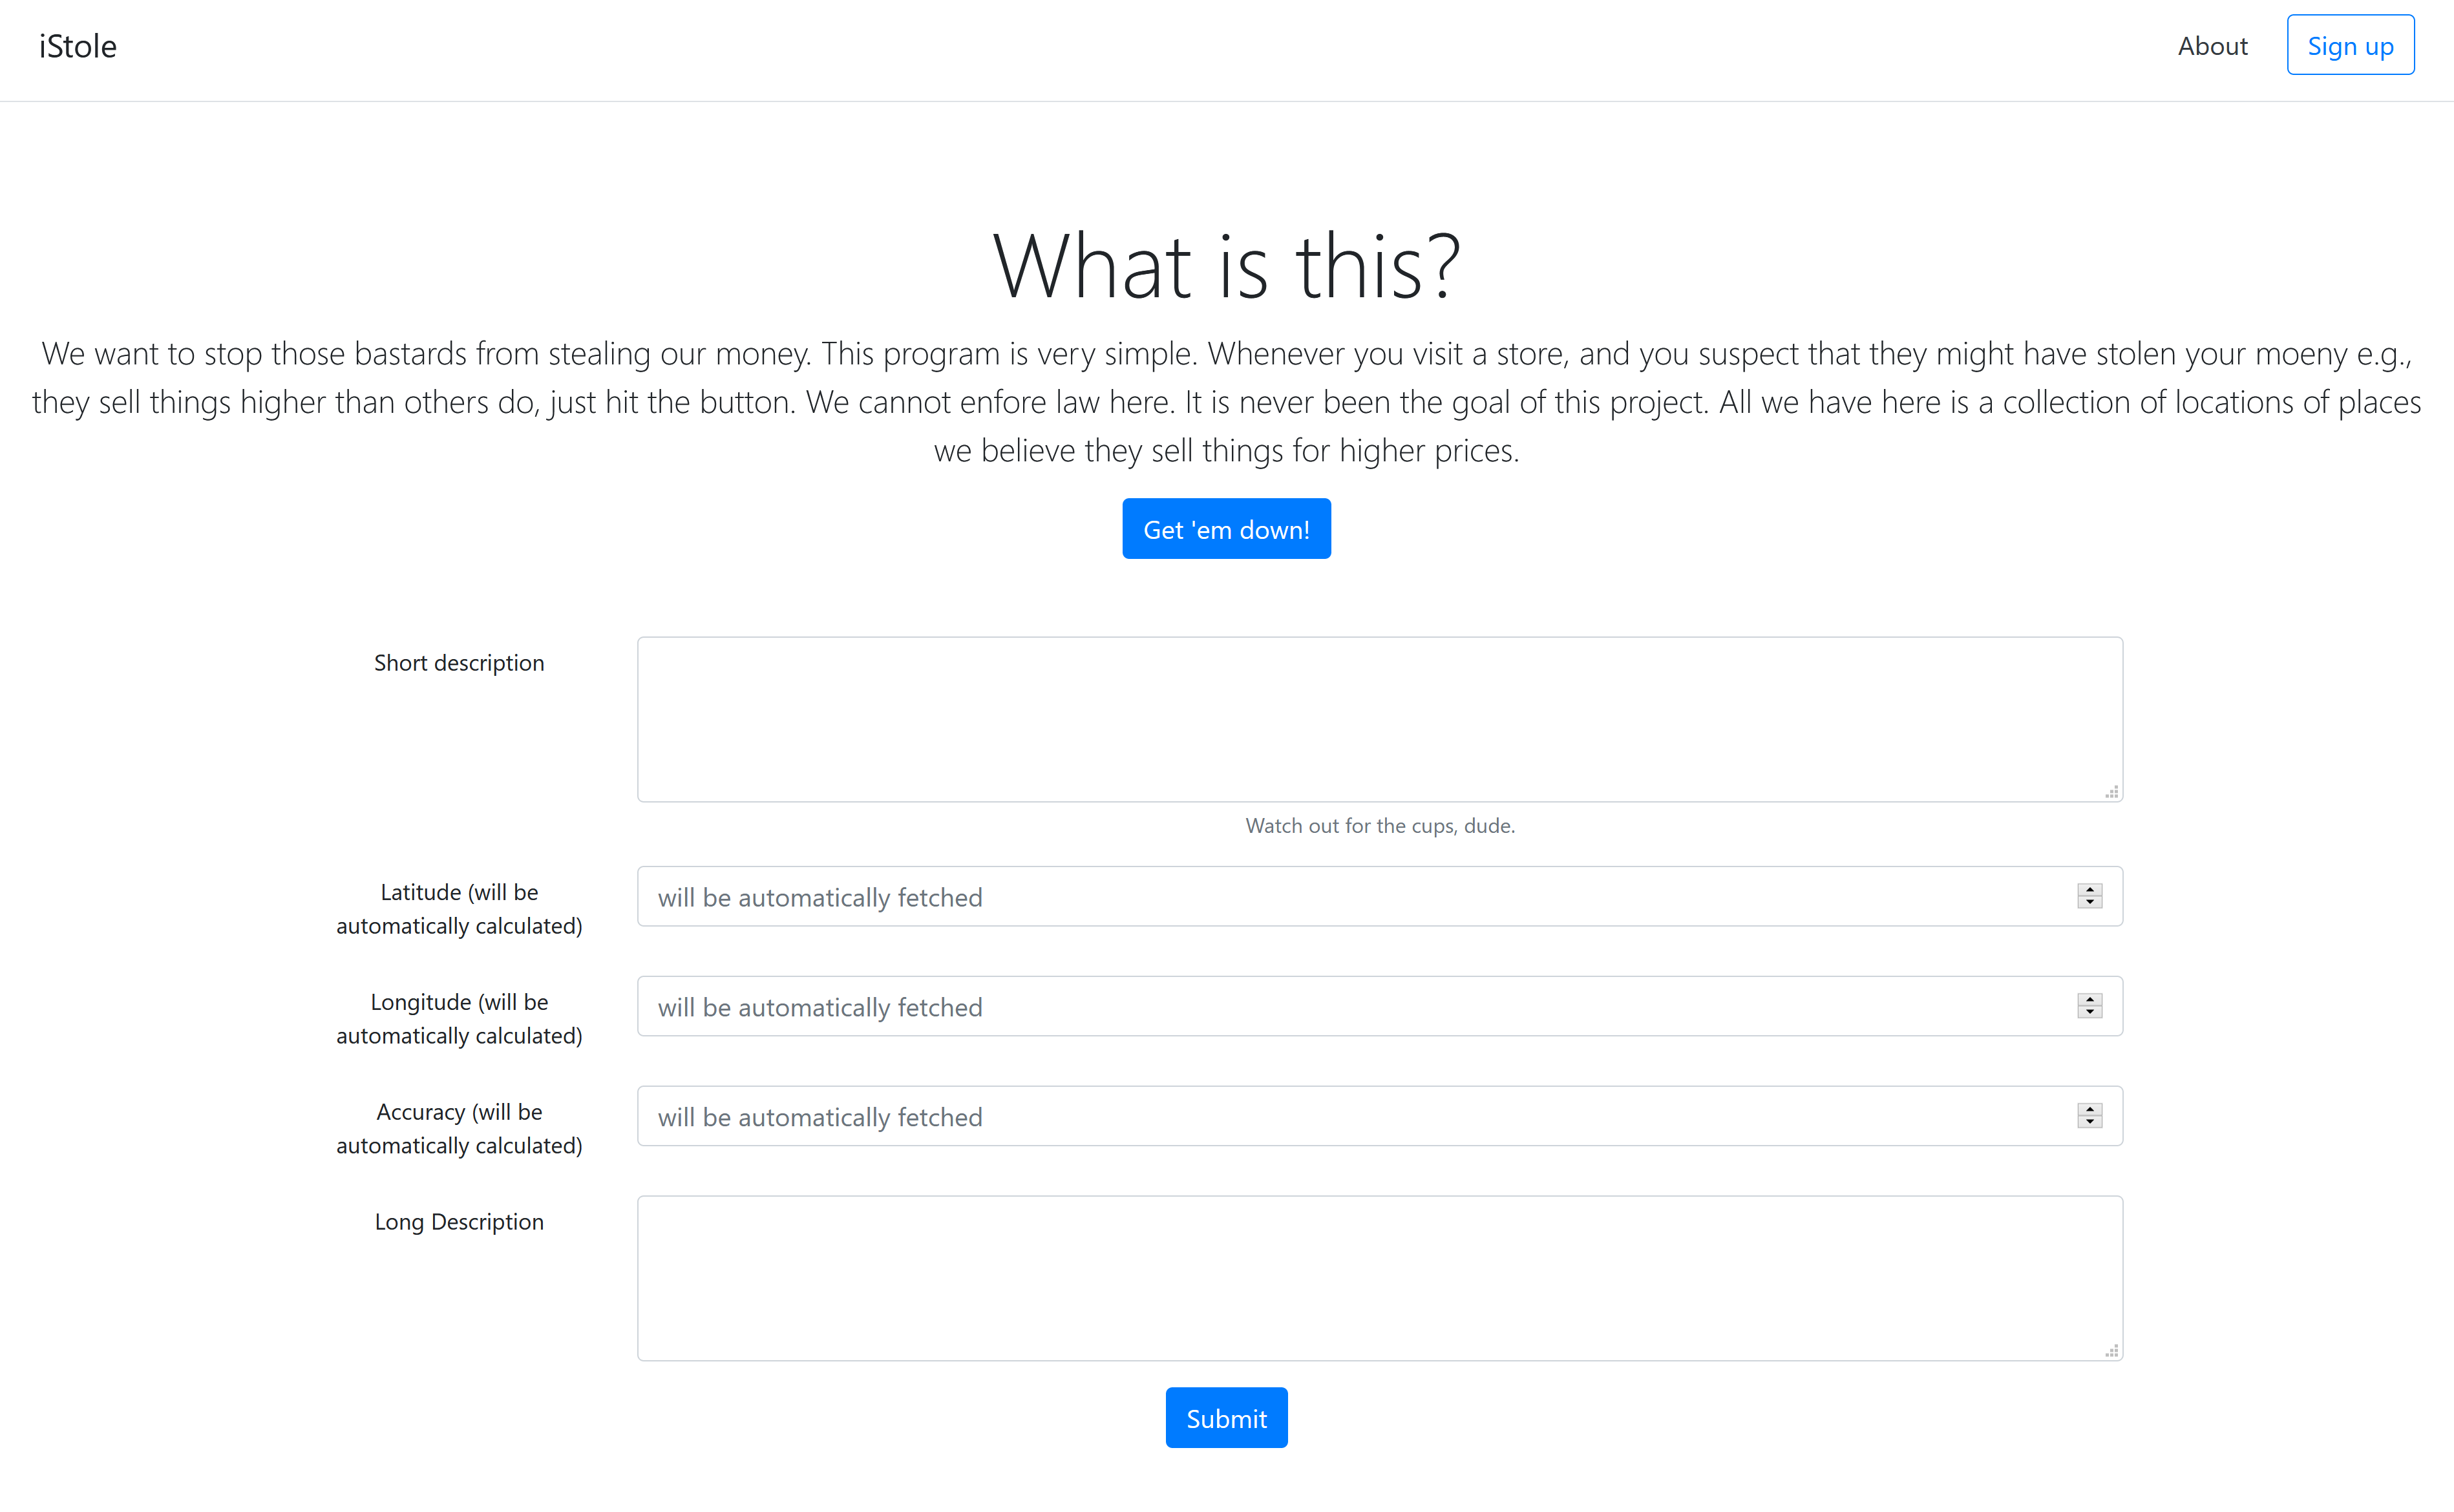 iStole
About
Sign up
What is this?
We want to stop those bastards from stealing our money. This program is very simple. Whenever you visit a store, and you suspect that they might have stolen your moeny e.g.,
they sell things higher than others do, just hit the button. We cannot enfore law here. It is never been the goal of this project. All we have here is a collection of locations of places
we believe they sell things for higher prices.
Get 'em down!
Short description
Watch out for the cups, dude.
Latitude (will be
automatically calculated)
will be automatically fetched
Longitude (will be
automatically calculated)
will be automatically fetched
Accuracy (will be
automatically calculated)
will be automatically fetched
Long Description
Submit